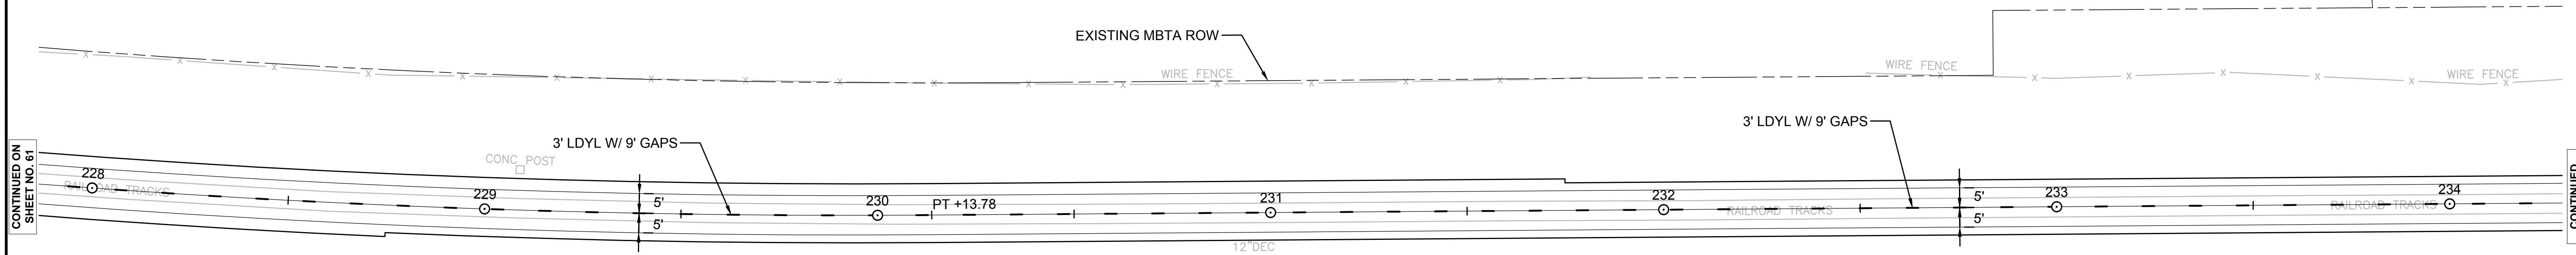 EXISTING MBTA ROW
WIRE FENCE
WIRE FENCE
WIRE FENCE
3' LDYL W/ 9' GAPS
3' LDYL W/ 9' GAPS
CONTINUED ON
SHEET NO. 61
CONC POST
228
229
230
231
232
233
234
RAILROAD TRACKS
5'
5'
PT +13.78
RAILROAD TRACKS
5'
5'
RAILROAD TRACKS
12"DEC
CONTINUED